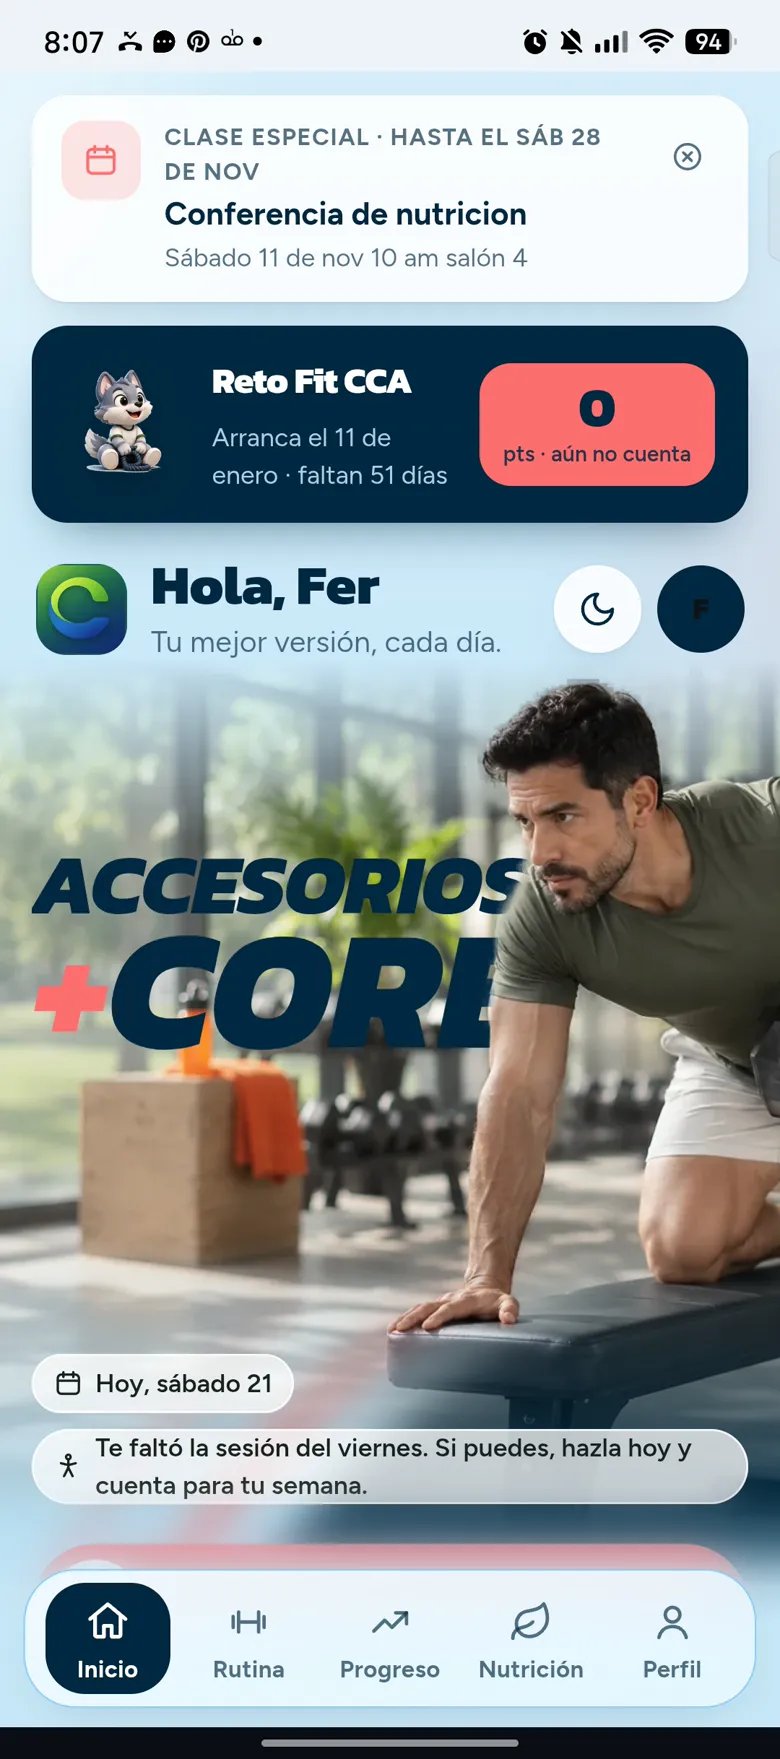 8:07
94
CLASE ESPECIAL · HASTA EL SÁB 28
DE NOV
Conferencia de nutricion
Sábado 11 de nov 10 am salón 4
Reto Fit CCA
Arranca el 11 de
enero · faltan 51 días
0
pts · aún no cuenta
Hola, Fer
Tu mejor versión, cada día.
F
ACCESORIOS
+CORE
Hoy, sábado 21
Te faltó la sesión del viernes. Si puedes, hazla hoy y
cuenta para tu semana.
Inicio
Rutina
Progreso
Nutrición
Perfil